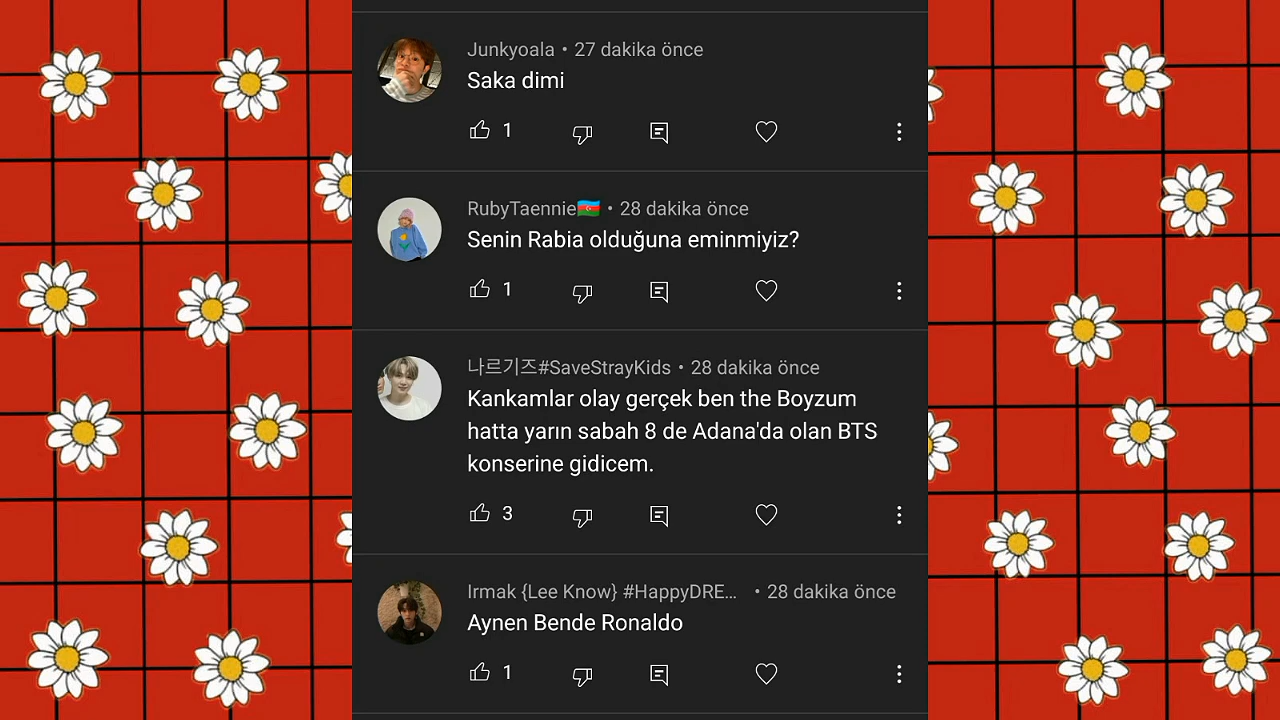 Junkyoala • 27 dakika önce
Saka dimi
1
RubyTaennie🇦🇿 • 28 dakika önce
Senin Rabia olduğuna eminmiyiz?
1
나르기즈#SaveStrayKids • 28 dakika önce
Kankamlar olay gerçek ben the Boyzum
hatta yarın sabah 8 de Adana'da olan BTS
konserine gidicem.
3
Irmak {Lee Know} #HappyDRE... • 28 dakika önce
Aynen Bende Ronaldo
1